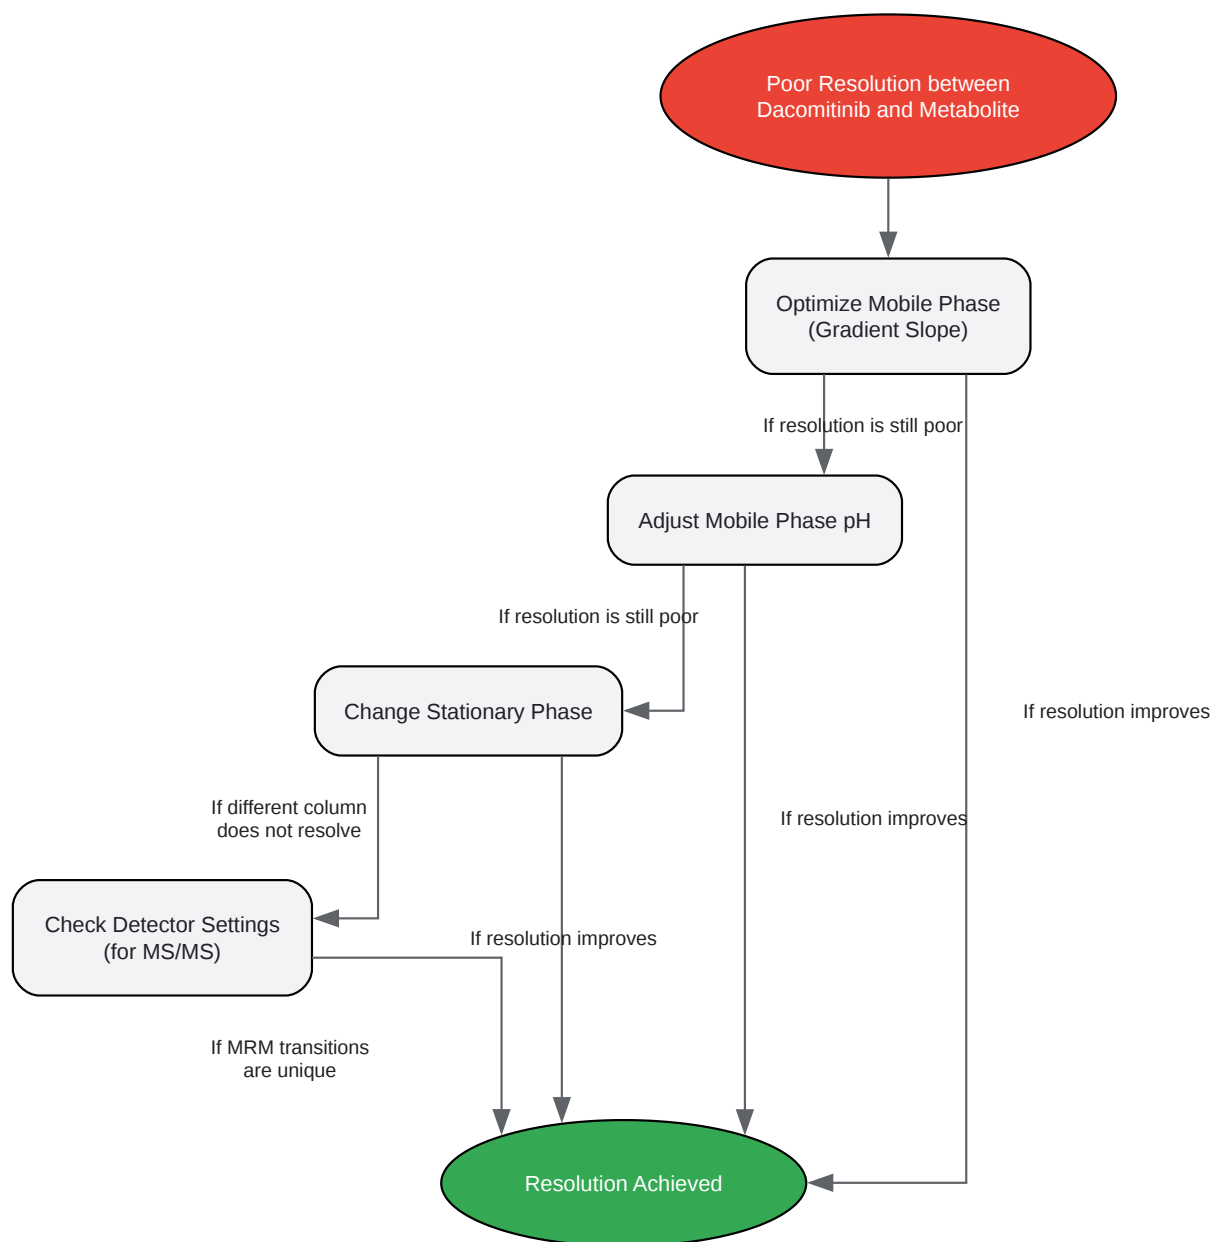 Poor Resolution between
Dacomitinib and Metabolite
Optimize Mobile Phase
(Gradient Slope)
If resolution is still poor
Adjust Mobile Phase pH
If resolution is still poor
Change Stationary Phase
If resolution improves
If different column
does not resolve
If resolution improves
Check Detector Settings
(for MS/MS)
If resolution improves
If MRM transitions
are unique
Resolution Achieved